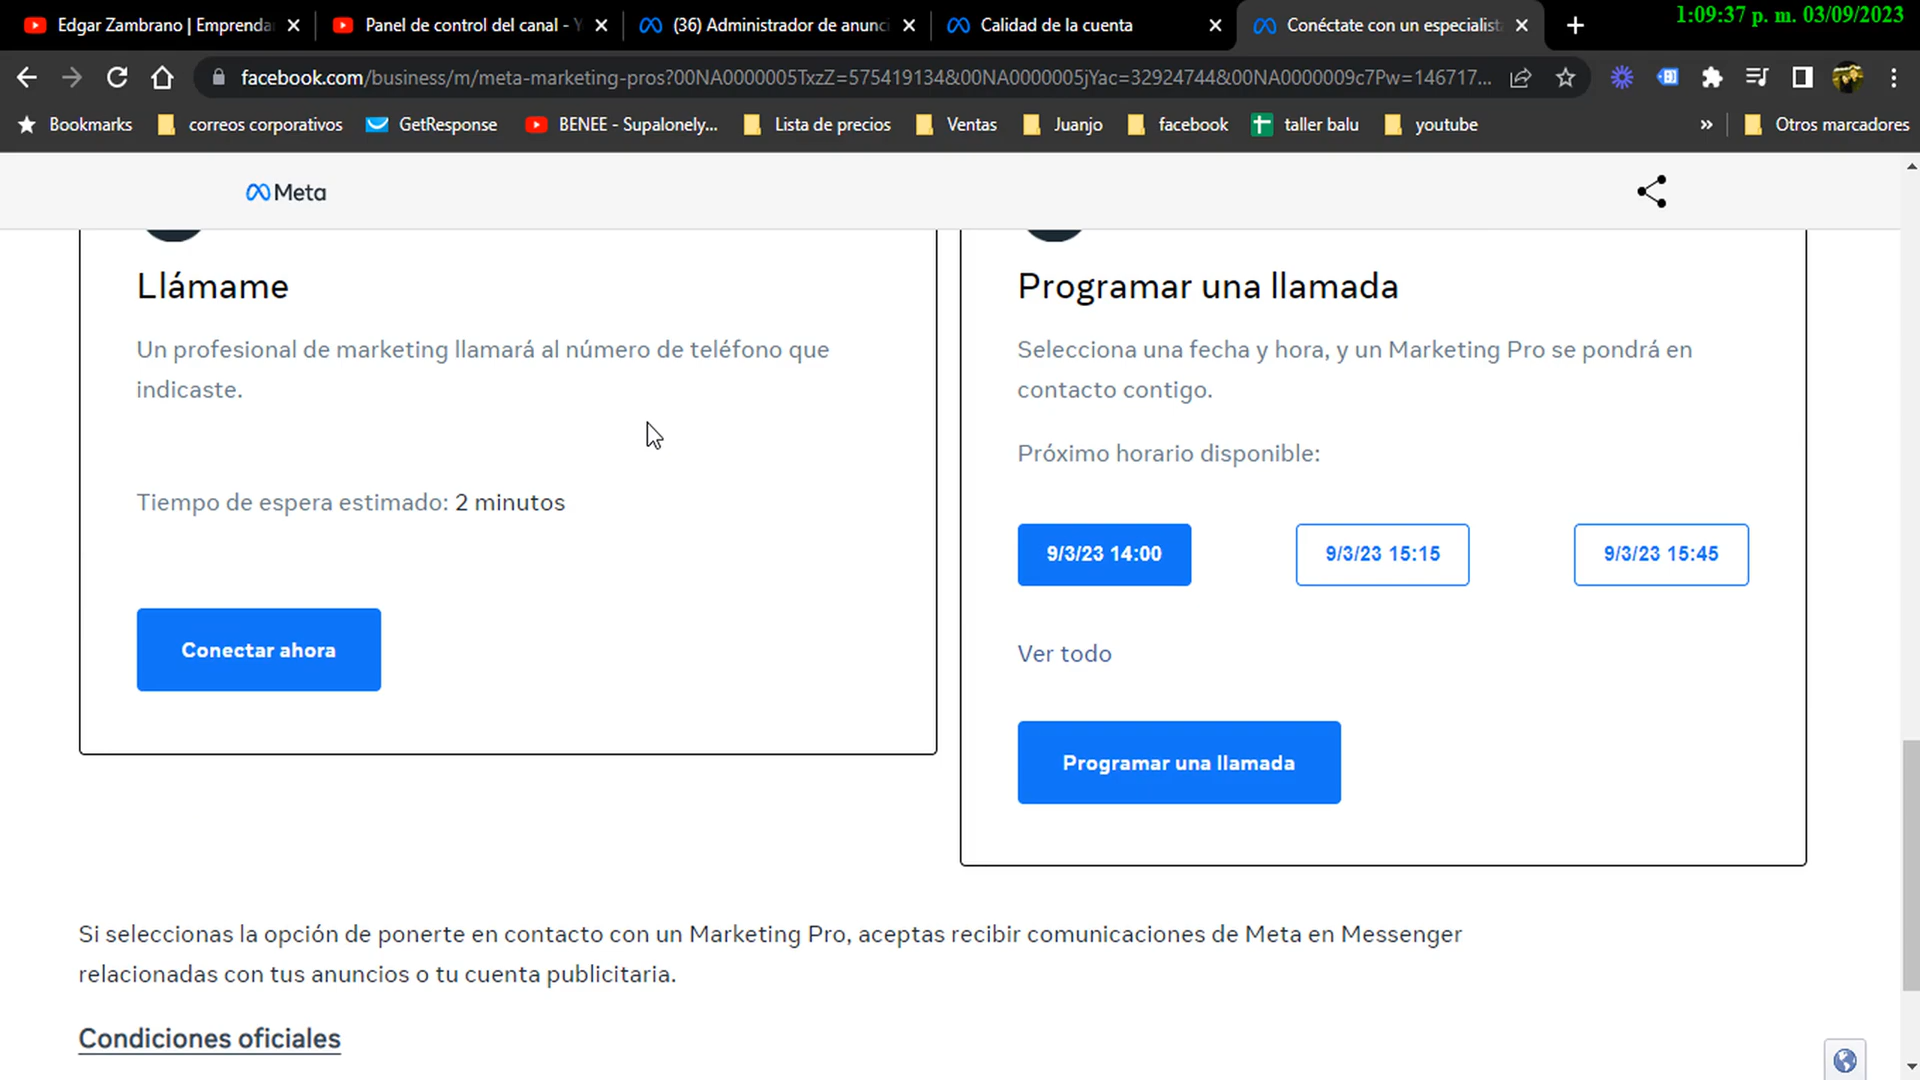 Edgar Zambrano | Emprenda
Panel de control del canal - Y
(36) Administrador de anunci
Calidad de la cuenta
Conéctate con un especialist
1:09:37 p. m. 03/09/2023
facebook.com/business/m/meta-marketing-pros?00NA0000005TxzZ=575419134&00NA0000005jYac=32924744&00NA0000009c7Pw=146717...
Bookmarks
correos corporativos
GetResponse
BENEE - Supalonely...
Lista de precios
Ventas
Juanjo
facebook
taller balu
youtube
»
Otros marcadores
Meta
Llámame
Un profesional de marketing llamará al número de teléfono que
indicaste.
Tiempo de espera estimado: 2 minutos
Conectar ahora
Programar una llamada
Selecciona una fecha y hora, y un Marketing Pro se pondrá en
contacto contigo.
Próximo horario disponible:
9/3/23 14:00
9/3/23 15:15
9/3/23 15:45
Ver todo
Programar una llamada
Si seleccionas la opción de ponerte en contacto con un Marketing Pro, aceptas recibir comunicaciones de Meta en Messenger
relacionadas con tus anuncios o tu cuenta publicitaria.
Condiciones oficiales